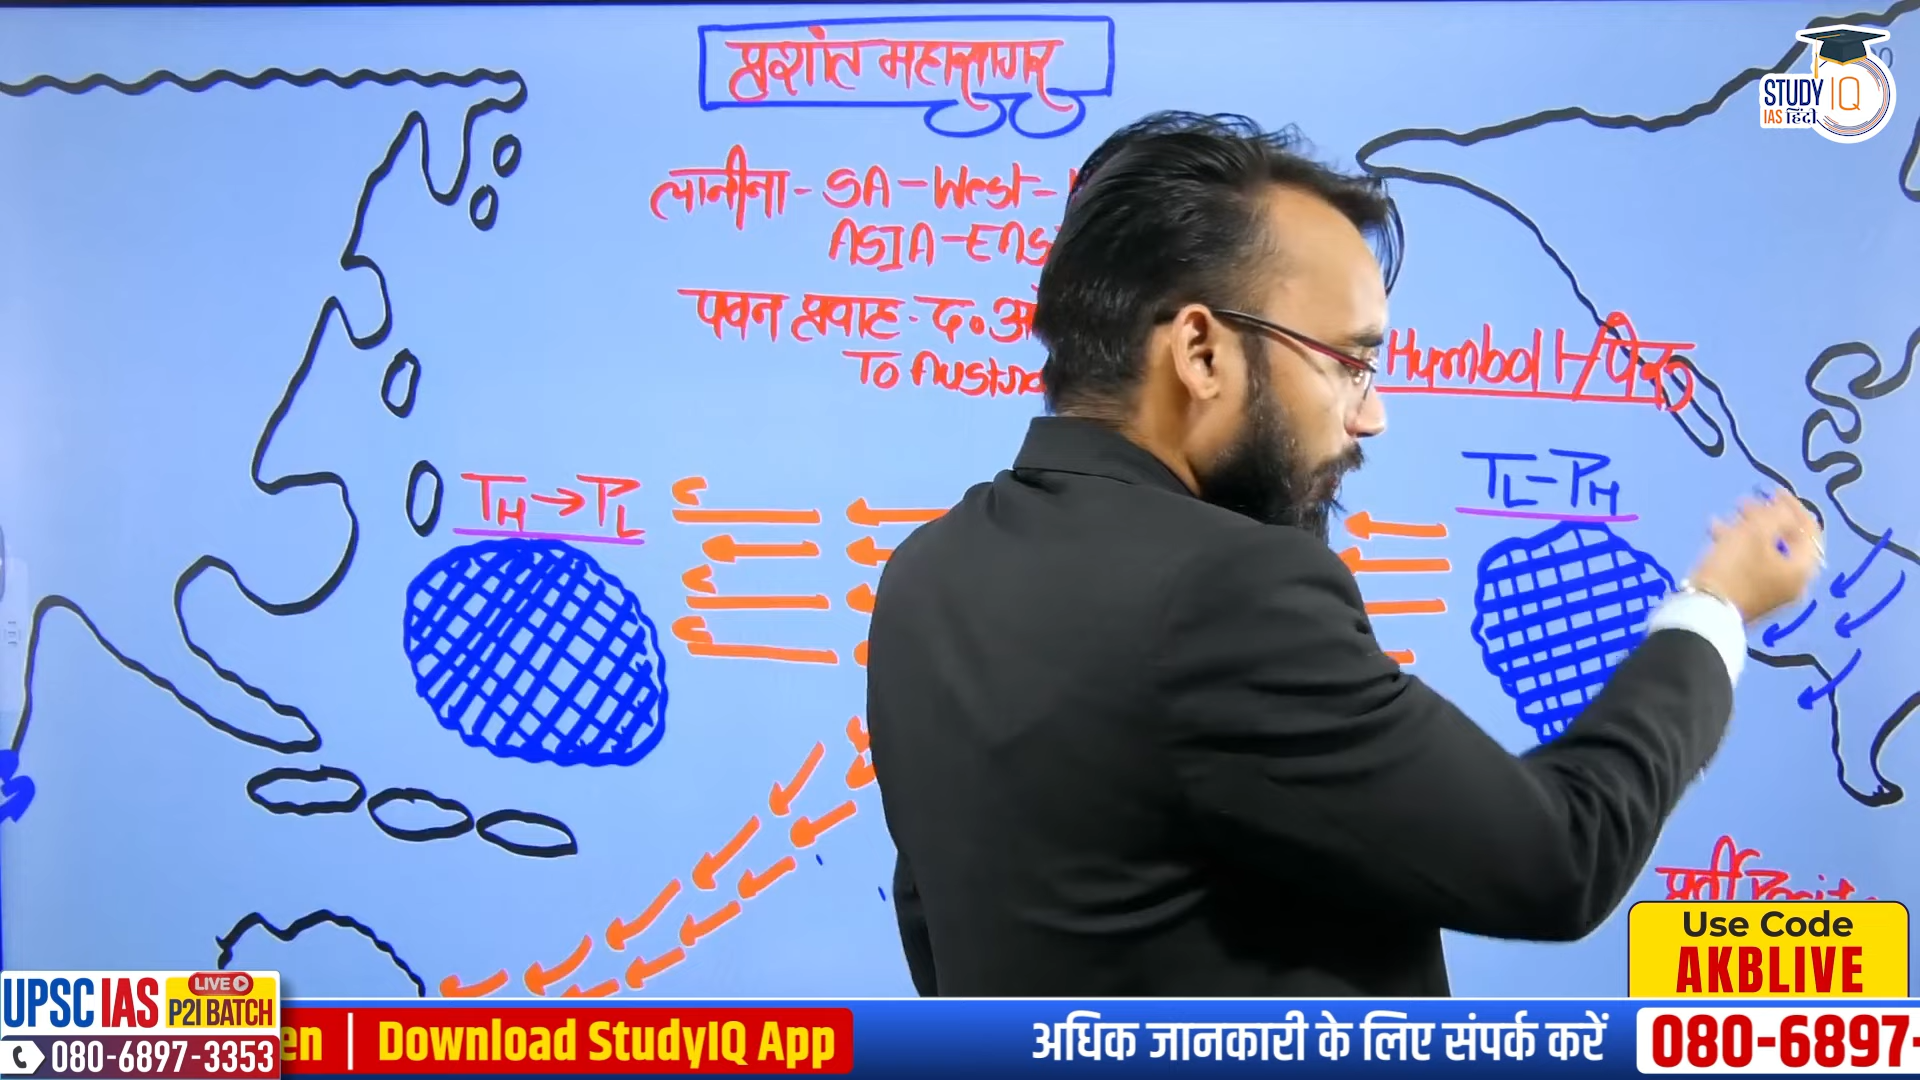 प्रशांत महासागर
STUDY IQ
IAS हिंदी
लानीना - SA - West -
ASIA - EAS
पवन प्रवाह - द॰
To Austra
Humbolt/पेरू
TH → PL
TL - PH
पूर्वी
Use Code
AKBLIVE
UPSC IAS
LIVE
P2I BATCH
080-6897-3353
en | Download StudyIQ App
अधिक जानकारी के लिए संपर्क करें
080-6897-